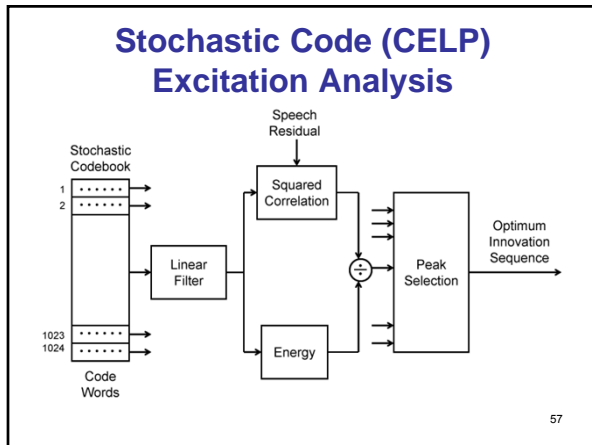 Stochastic Code (CELP)
Excitation Analysis
Speech
Residual
Stochastic
Codebook
1 ······
2 ······
Squared
Correlation
Linear
Filter
÷
Peak
Selection
Optimum
Innovation
Sequence
Energy
1023 ······
1024 ······
Code
Words
57